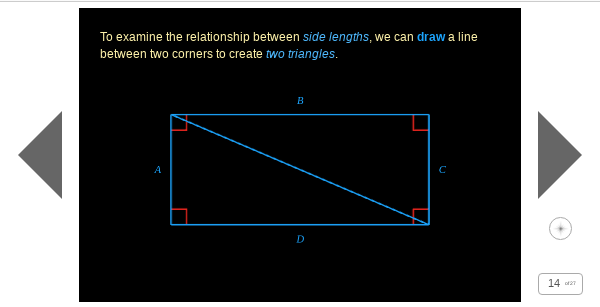 To examine the relationship between side lengths, we can draw a line
between two corners to create two triangles.
B
A
C
D
14 of 27